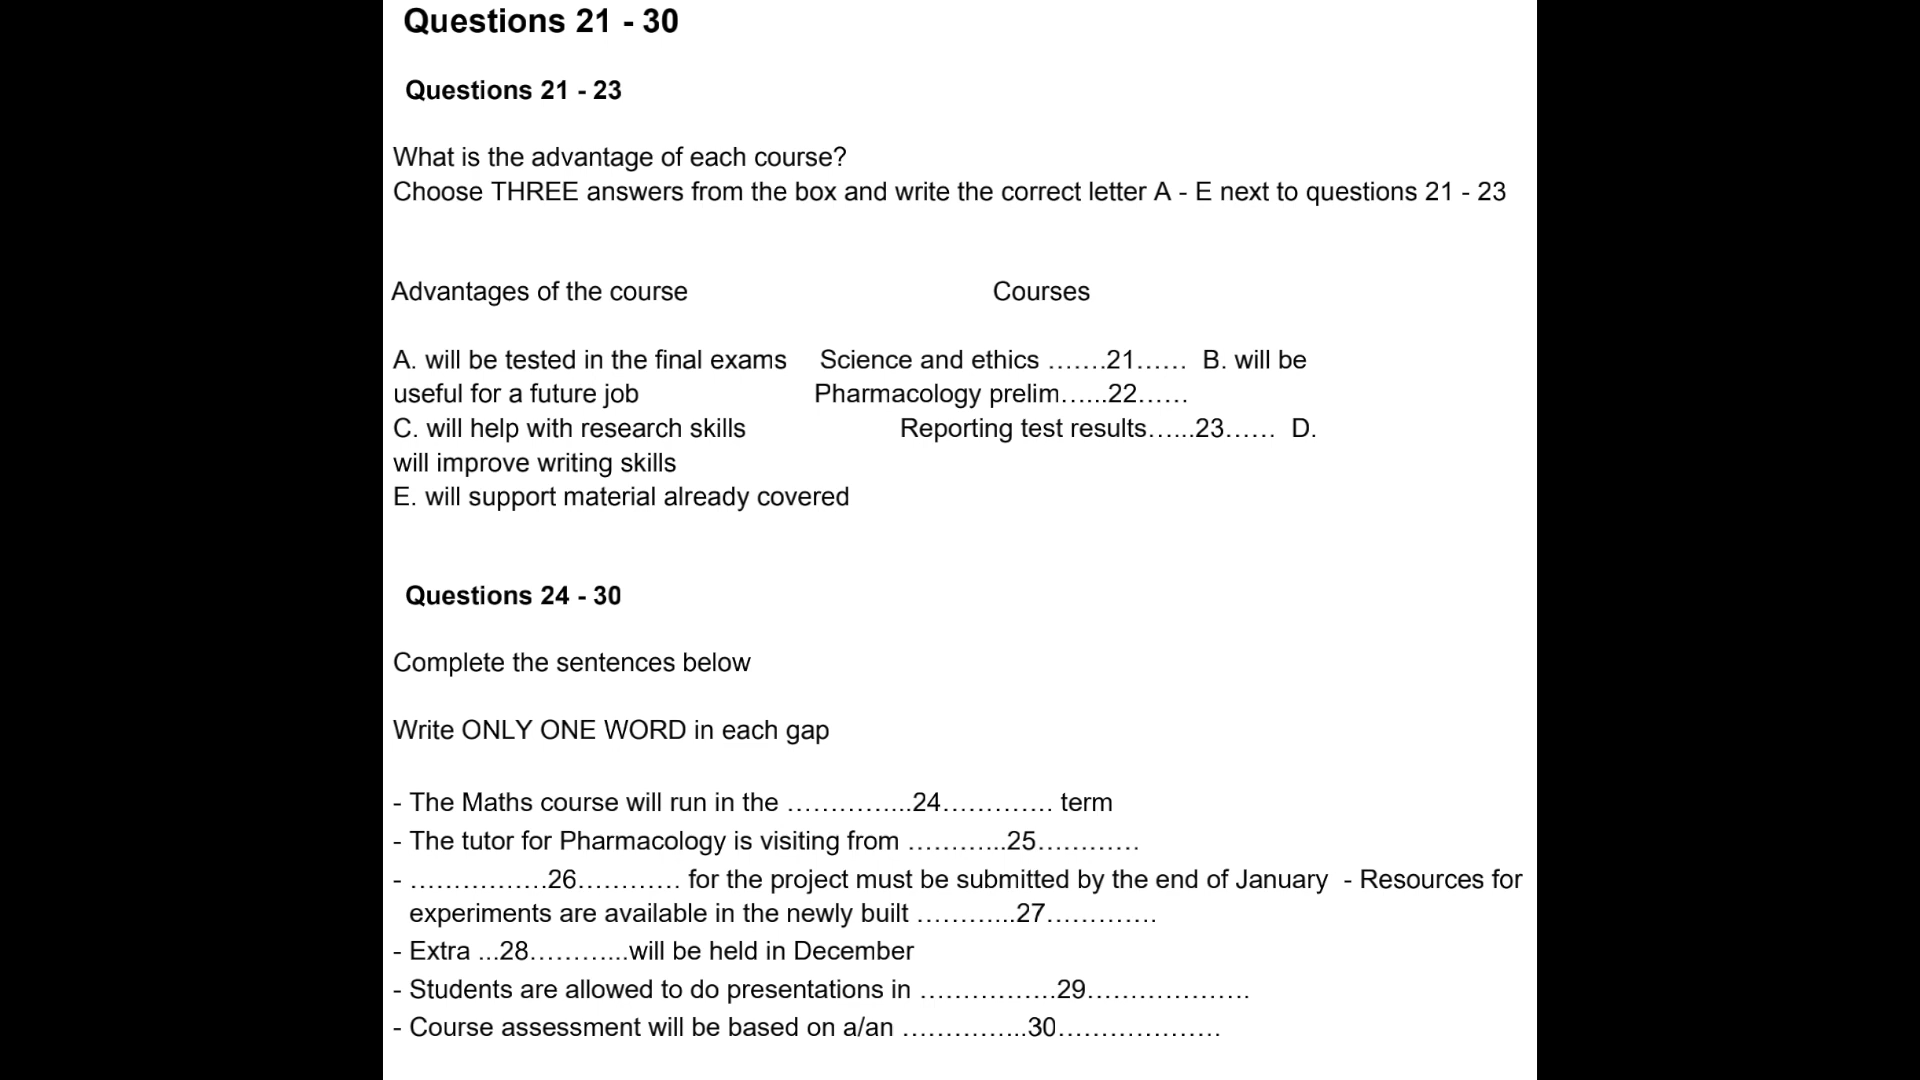 Questions 21 - 30
Questions 21 - 23
What is the advantage of each course?
Choose THREE answers from the box and write the correct letter A - E next to questions 21 - 23
Advantages of the course Courses
A. will be tested in the final exams Science and ethics …….21…… B. will be
useful for a future job Pharmacology prelim…...22……
C. will help with research skills Reporting test results…...23…… D.
will improve writing skills
E. will support material already covered
Questions 24 - 30
Complete the sentences below
Write ONLY ONE WORD in each gap
- The Maths course will run in the …………...24…………. term
- The tutor for Pharmacology is visiting from ………...25…………
- …………….26………… for the project must be submitted by the end of January - Resources for
experiments are available in the newly built ………...27………….
- Extra ...28………...will be held in December
- Students are allowed to do presentations in …………….29……………….
- Course assessment will be based on a/an …………...30……………….